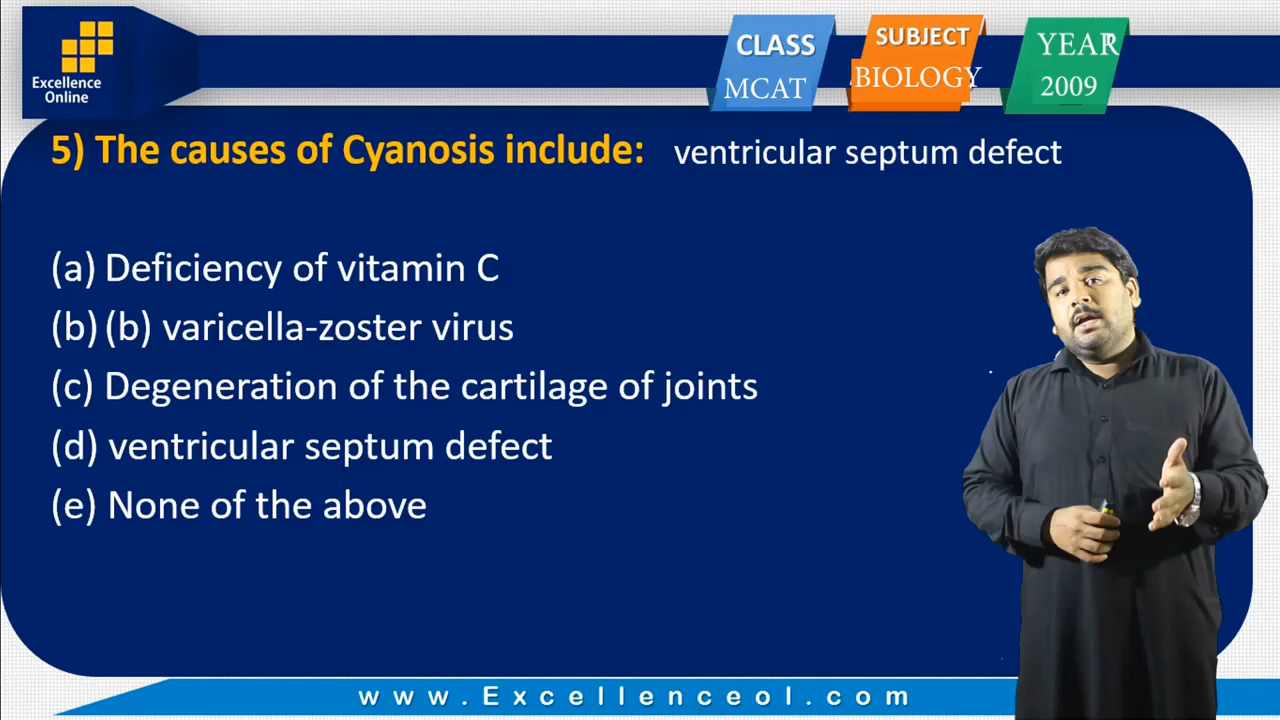 Excellence
Online
CLASS
MCAT
SUBJECT
BIOLOGY
YEAR
2009
5) The causes of Cyanosis include: ventricular septum defect
(a) Deficiency of vitamin C
(b) (b) varicella-zoster virus
(c) Degeneration of the cartilage of joints
(d) ventricular septum defect
(e) None of the above
www.Excellenceol.com